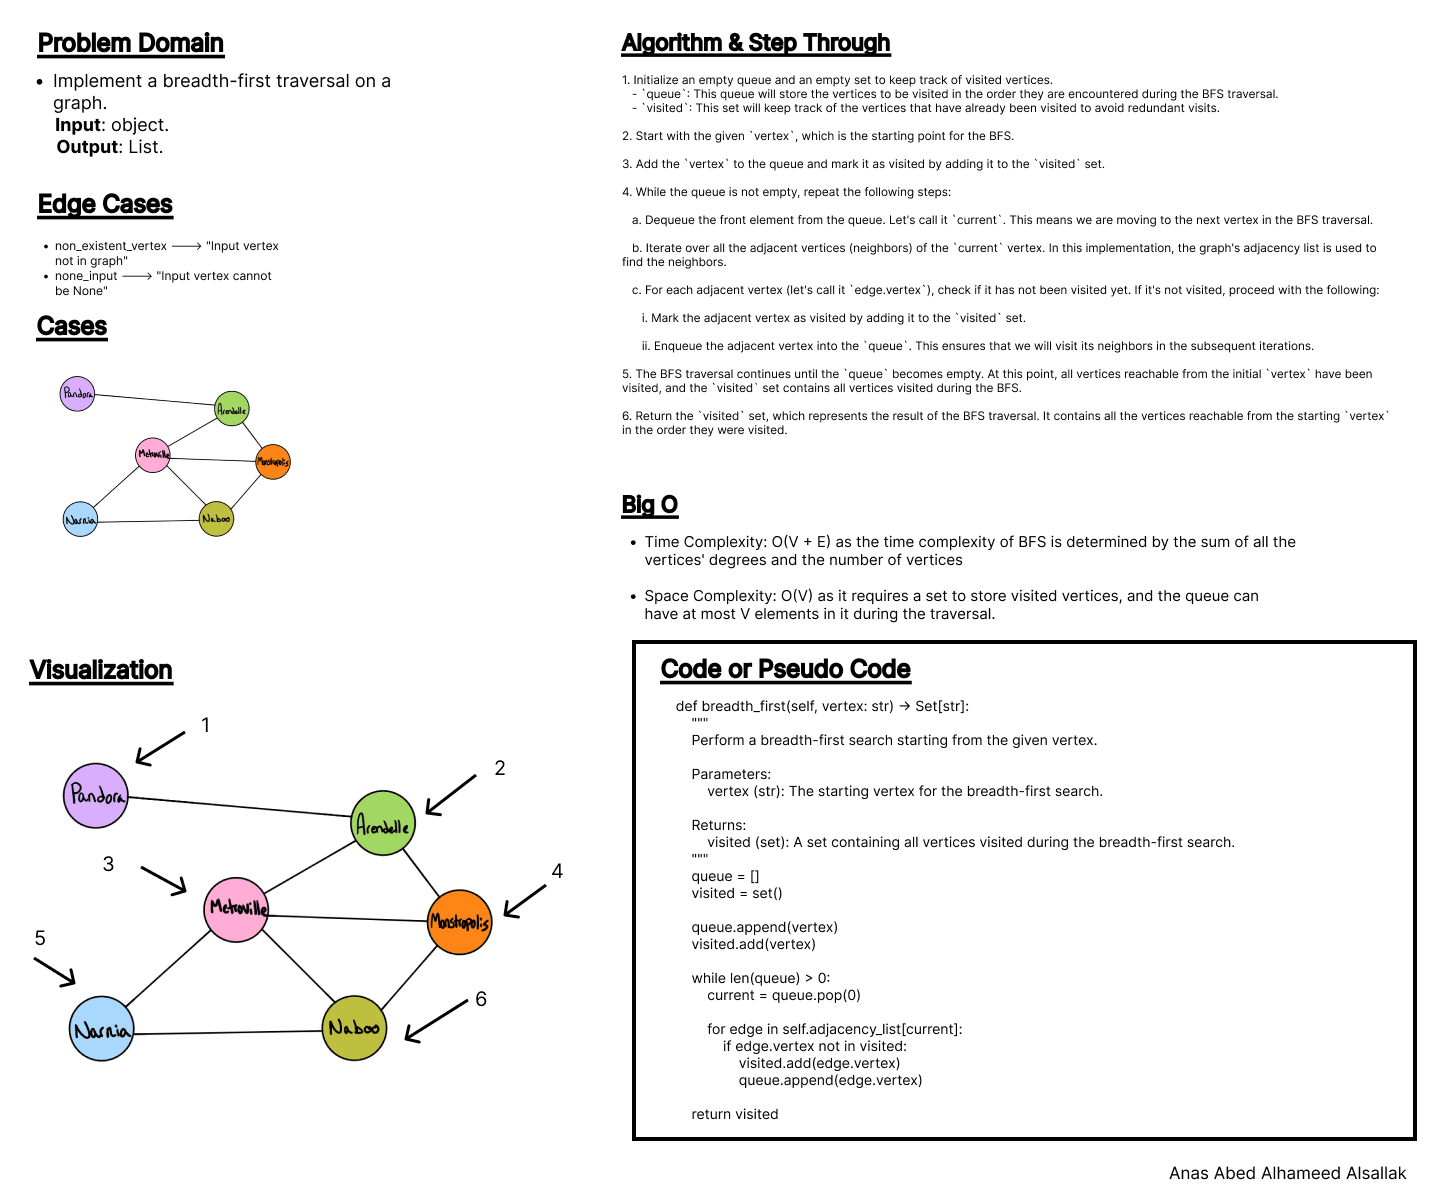 Problem Domain
• Implement a breadth-first traversal on a
graph.
Input: object.
Output: List.
Edge Cases
• non_existent_vertex ⟶ "Input vertex
not in graph"
• none_input ⟶ "Input vertex cannot
be None"
Cases
Pandora
Arendelle
Metroville
Monstropolis
Narnia
Naboo
Visualization
1
2
Pandora
Arendelle
3
4
Metroville
Monstropolis
5
6
Narnia
Naboo
Algorithm & Step Through
1. Initialize an empty queue and an empty set to keep track of visited vertices.
- `queue`: This queue will store the vertices to be visited in the order they are encountered during the BFS traversal.
- `visited`: This set will keep track of the vertices that have already been visited to avoid redundant visits.
2. Start with the given `vertex`, which is the starting point for the BFS.
3. Add the `vertex` to the queue and mark it as visited by adding it to the `visited` set.
4. While the queue is not empty, repeat the following steps:
a. Dequeue the front element from the queue. Let's call it `current`. This means we are moving to the next vertex in the BFS traversal.
b. Iterate over all the adjacent vertices (neighbors) of the `current` vertex. In this implementation, the graph's adjacency list is used to
find the neighbors.
c. For each adjacent vertex (let's call it `edge.vertex`), check if it has not been visited yet. If it's not visited, proceed with the following:
i. Mark the adjacent vertex as visited by adding it to the `visited` set.
ii. Enqueue the adjacent vertex into the `queue`. This ensures that we will visit its neighbors in the subsequent iterations.
5. The BFS traversal continues until the `queue` becomes empty. At this point, all vertices reachable from the initial `vertex` have been
visited, and the `visited` set contains all vertices visited during the BFS.
6. Return the `visited` set, which represents the result of the BFS traversal. It contains all the vertices reachable from the starting `vertex`
in the order they were visited.
Big O
• Time Complexity: O(V + E) as the time complexity of BFS is determined by the sum of all the
vertices' degrees and the number of vertices
• Space Complexity: O(V) as it requires a set to store visited vertices, and the queue can
have at most V elements in it during the traversal.
Code or Pseudo Code
def breadth_first(self, vertex: str) → Set[str]:
"""
Perform a breadth-first search starting from the given vertex.
Parameters:
vertex (str): The starting vertex for the breadth-first search.
Returns:
visited (set): A set containing all vertices visited during the breadth-first search.
"""
queue = []
visited = set()
queue.append(vertex)
visited.add(vertex)
while len(queue) > 0:
current = queue.pop(0)
for edge in self.adjacency_list[current]:
if edge.vertex not in visited:
visited.add(edge.vertex)
queue.append(edge.vertex)
return visited
Anas Abed Alhameed Alsallak